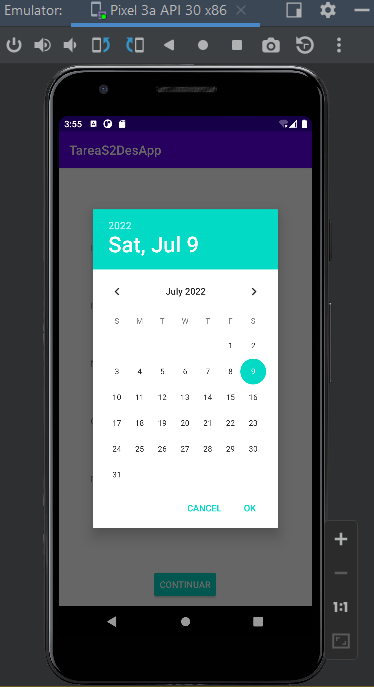 Emulator: Pixel 3a API 30 x86
3:55
TareaS2DesApp
2022
Sat, Jul 9
July 2022
S M T W T F S
1 2
3 4 5 6 7 8 9
10 11 12 13 14 15 16
17 18 19 20 21 22 23
24 25 26 27 28 29 30
31
CANCEL OK
CONTINUAR
1:1